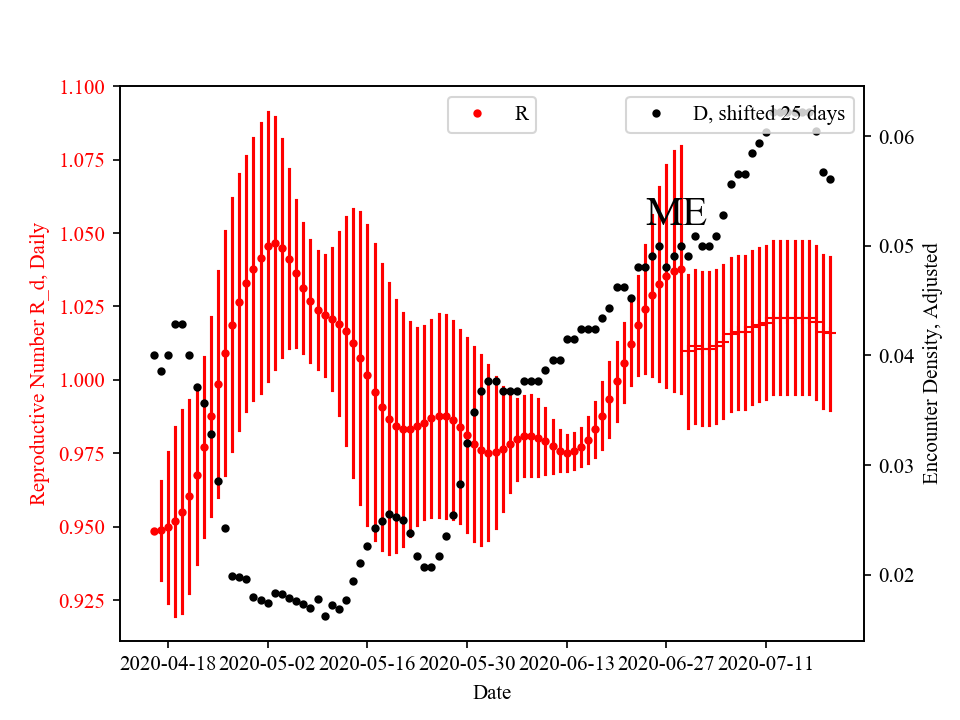 R
D, shifted 25 days
ME
Reproductive Number R_d, Daily
1.100
1.075
1.050
1.025
1.000
0.975
0.950
0.925
Encounter Density, Adjusted
0.06
0.05
0.04
0.03
0.02
2020-04-18 2020-05-02 2020-05-16 2020-05-30 2020-06-13 2020-06-27 2020-07-11
Date